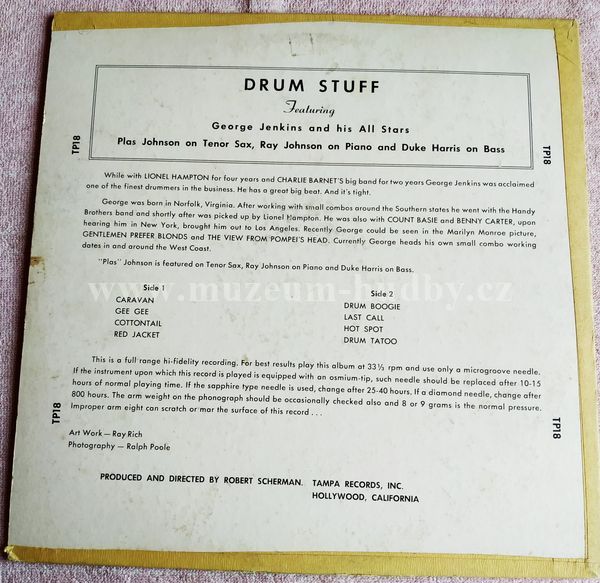 DRUM STUFF
Featuring
George Jenkins and his All Stars
Plas Johnson on Tenor Sax, Ray Johnson on Piano and Duke Harris on Bass
TP18
TP18
While with LIONEL HAMPTON for four years and CHARLIE BARNET'S big band for two years George Jenkins was acclaimed
one of the finest drummers in the business. He has a great big beat. And it's tight.
George was born in Norfolk, Virginia. After working with small combos around the Southern states he went with the Handy
Brothers band and shortly after was picked up by Lionel Hampton. He was also with COUNT BASIE and BENNY CARTER, upon
hearing him in New York, brought him out to Los Angeles. Recently George could be seen in the Marilyn Monroe picture,
GENTLEMEN PREFER BLONDS and THE VIEW FROM POMPEI'S HEAD. Currently George heads his own small combo working
dates in and around the West Coast.
"Plas" Johnson is featured on Tenor Sax, Ray Johnson on Piano and Duke Harris on Bass.
www.muzeum-hudby.cz
Side 1
CARAVAN
GEE GEE
COTTONTAIL
RED JACKET
Side 2
DRUM BOOGIE
LAST CALL
HOT SPOT
DRUM TATOO
This is a full range hi-fidelity recording. For best results play this album at 33⅓ rpm and use only a microgroove needle.
If the instrument upon which this record is played is equipped with an osmium-tip, such needle should be replaced after 10-15
hours of normal playing time. If the sapphire type needle is used, change after 25-40 hours. If a diamond needle, change after
800 hours. The arm weight on the phonograph should be occasionally checked also and 8 or 9 grams is the normal pressure.
Improper arm eight can scratch or mar the surface of this record . . .
TP18
TP18
Art Work — Ray Rich
Photography — Ralph Poole
PRODUCED AND DIRECTED BY ROBERT SCHERMAN. TAMPA RECORDS, INC.
HOLLYWOOD, CALIFORNIA